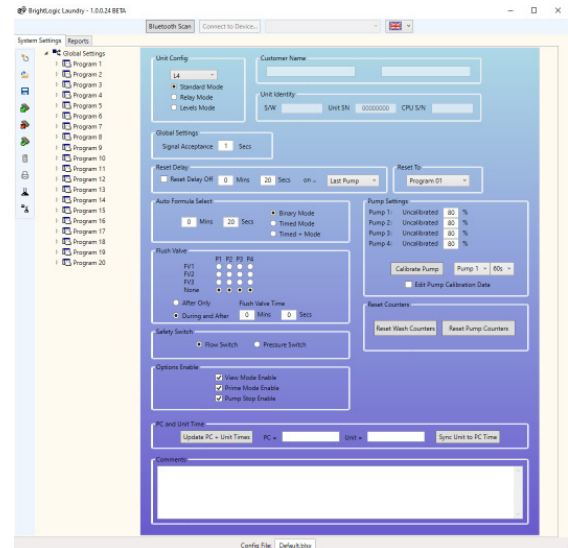 BrightLogic Laundry - 1.0.0.24 BETA
Bluetooth Scan Connect to Device...
System Settings Reports
Global Settings
Program 1
Program 2
Program 3
Program 4
Program 5
Program 6
Program 7
Program 8
Program 9
Program 10
Program 11
Program 12
Program 13
Program 14
Program 15
Program 16
Program 17
Program 18
Program 19
Program 20
Unit Config
L4
Standard Mode
Relay Mode
Levels Mode
Customer Name
Unit Identity
S/W Unit SN 00000000 CPU S/N
Global Settings
Signal Acceptance 1 Secs
Reset Delay
Reset Delay Off 0 Mins 20 Secs on .. Last Pump
Reset To
Program 01
Auto Formula Select
0 Mins 20 Secs
Binary Mode
Timed Mode
Timed + Mode
Pump Settings
Pump 1: Uncalibrated 80 %
Pump 2: Uncalibrated 80 %
Pump 3: Uncalibrated 80 %
Pump 4: Uncalibrated 80 %
Calibrate Pump Pump 1 60s
Edit Pump Calibration Data
Flush Valve
P1 P2 P3 P4
FV1
FV2
FV3
None
After Only Flush Valve Time
During and After 0 Mins 0 Secs
Reset Counters
Reset Wash Counters Reset Pump Counters
Safety Switch
Flow Switch Pressure Switch
Options Enable
View Mode Enable
Prime Mode Enable
Pump Stop Enable
PC and Unit Time
Update PC + Unit Times PC = Unit = Sync Unit to PC Time
Comments
Config File: Default.btxx